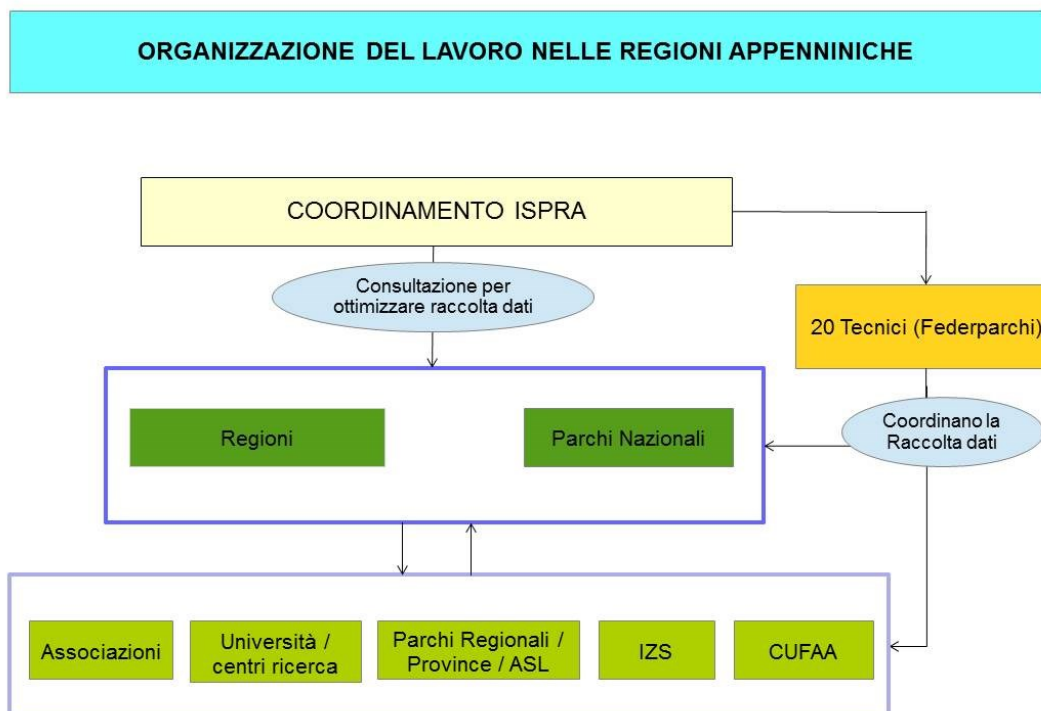 ORGANIZZAZIONE DEL LAVORO NELLE REGIONI APPENNINICHE
COORDINAMENTO ISPRA
Consultazione per
ottimizzare raccolta dati
20 Tecnici (Federparchi)
Coordinano la
Raccolta dati
Regioni
Parchi Nazionali
Associazioni
Università /
centri ricerca
Parchi Regionali /
Province / ASL
IZS
CUFAA